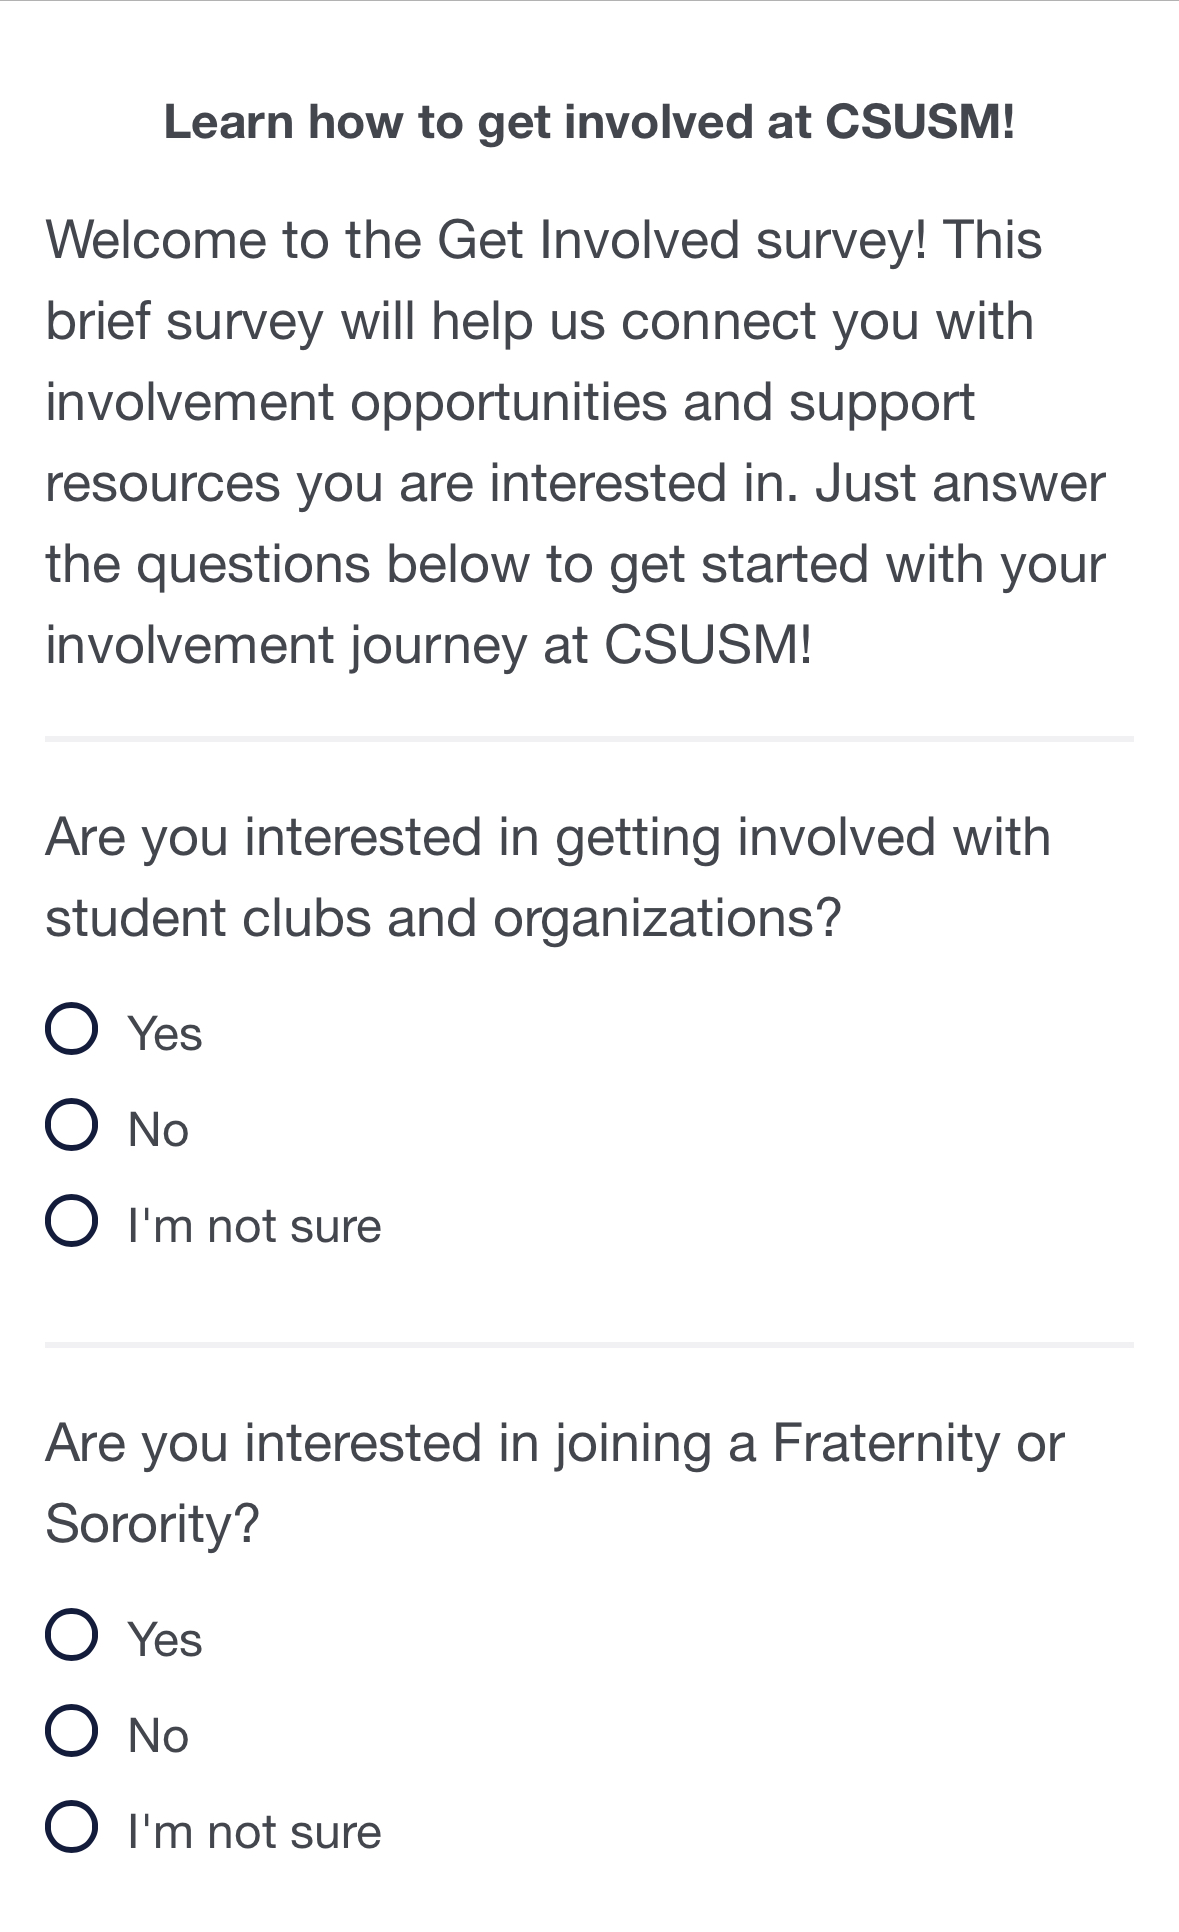 Learn how to get involved at CSUSM!
Welcome to the Get Involved survey! This
brief survey will help us connect you with
involvement opportunities and support
resources you are interested in. Just answer
the questions below to get started with your
involvement journey at CSUSM!
Are you interested in getting involved with
student clubs and organizations?
Yes
No
I'm not sure
Are you interested in joining a Fraternity or
Sorority?
Yes
No
I'm not sure